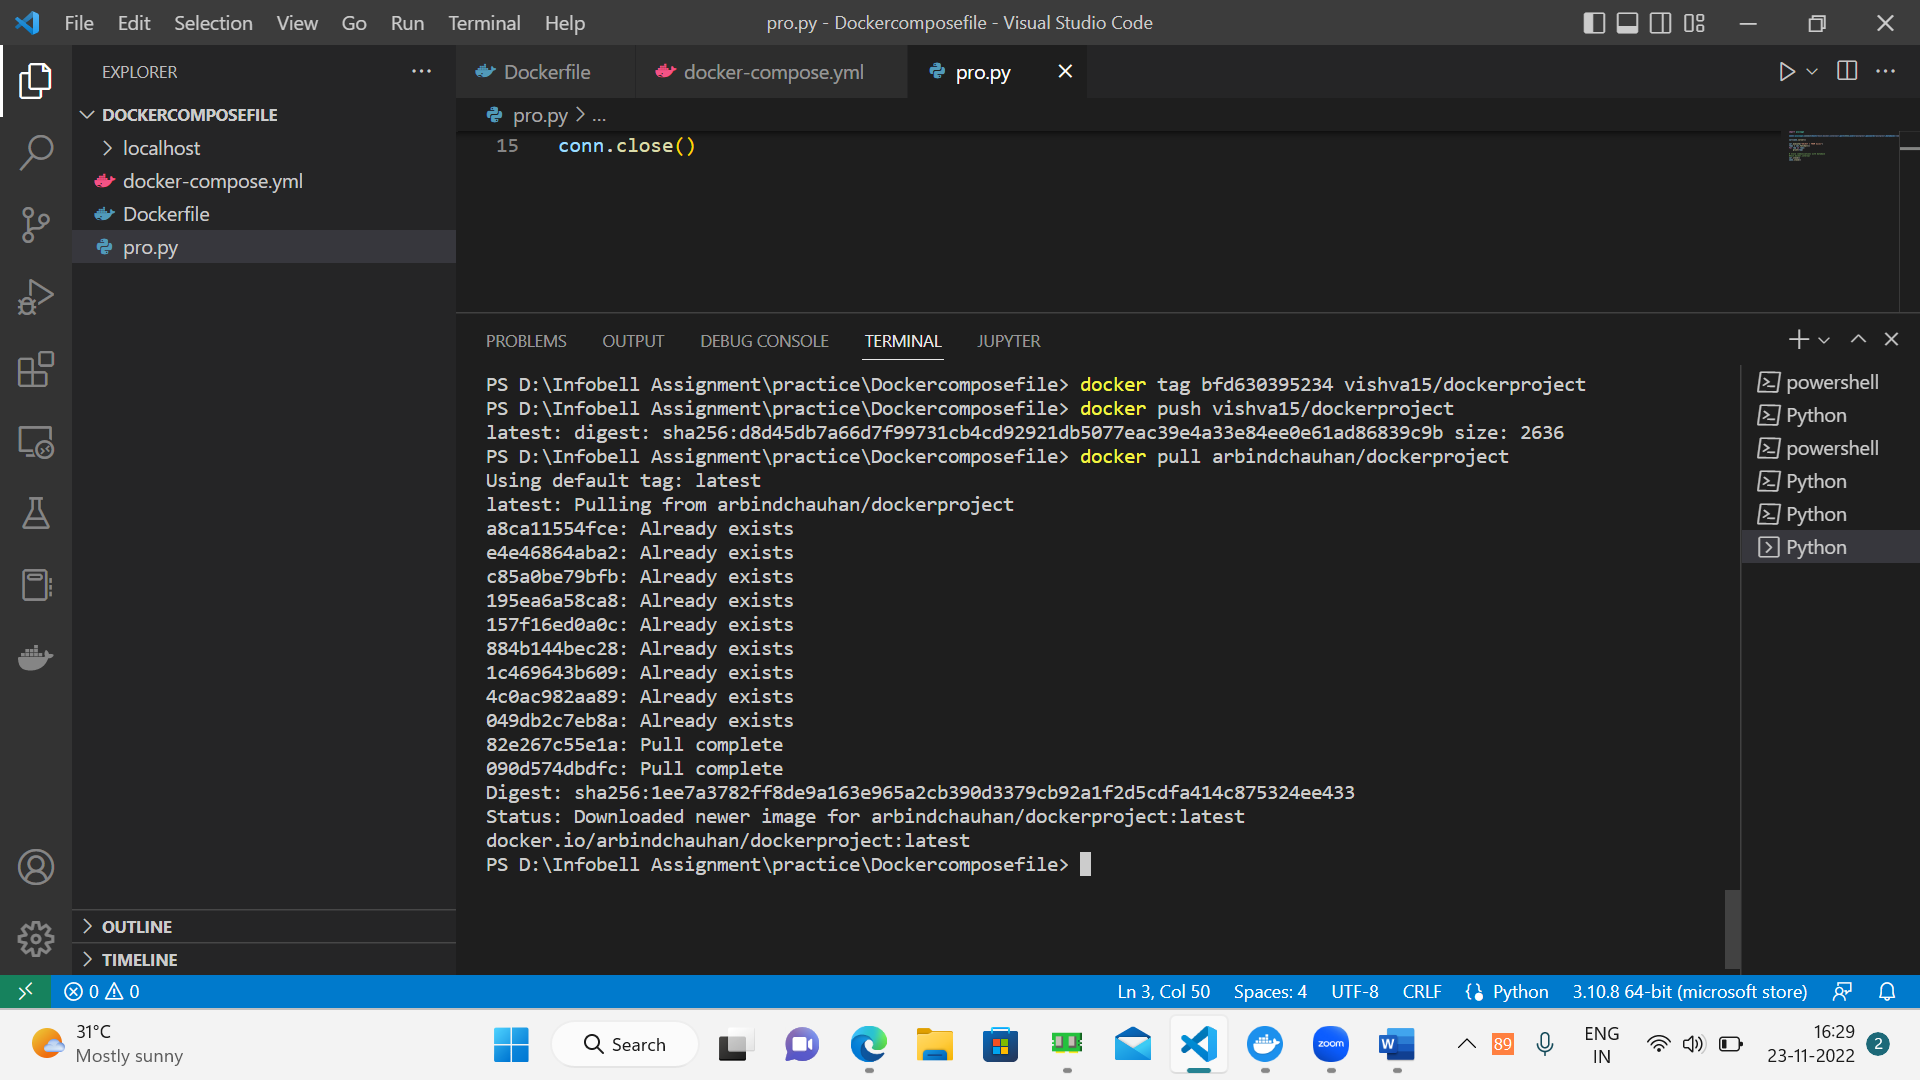 File Edit Selection View Go Run Terminal Help
pro.py - Dockercomposefile - Visual Studio Code
EXPLORER
DOCKERCOMPOSEFILE
localhost
docker-compose.yml
Dockerfile
pro.py
OUTLINE
TIMELINE
Dockerfile docker-compose.yml pro.py
pro.py > ...
15 conn.close()
PROBLEMS OUTPUT DEBUG CONSOLE TERMINAL JUPYTER
PS D:\Infobell Assignment\practice\Dockercomposefile> docker tag bfd630395234 vishva15/dockerproject
PS D:\Infobell Assignment\practice\Dockercomposefile> docker push vishva15/dockerproject
latest: digest: sha256:d8d45db7a66d7f99731cb4cd92921db5077eac39e4a33e84ee0e61ad86839c9b size: 2636
PS D:\Infobell Assignment\practice\Dockercomposefile> docker pull arbindchauhan/dockerproject
Using default tag: latest
latest: Pulling from arbindchauhan/dockerproject
a8ca11554fce: Already exists
e4e46864aba2: Already exists
c85a0be79bfb: Already exists
195ea6a58ca8: Already exists
157f16ed0a0c: Already exists
884b144bec28: Already exists
1c469643b609: Already exists
4c0ac982aa89: Already exists
049db2c7eb8a: Already exists
82e267c55e1a: Pull complete
090d574dbdfc: Pull complete
Digest: sha256:1ee7a3782ff8de9a163e965a2cb390d3379cb92a1f2d5cdfa414c875324ee433
Status: Downloaded newer image for arbindchauhan/dockerproject:latest
docker.io/arbindchauhan/dockerproject:latest
PS D:\Infobell Assignment\practice\Dockercomposefile>
powershell
Python
powershell
Python
Python
Python
0 0
Ln 3, Col 50 Spaces: 4 UTF-8 CRLF Python 3.10.8 64-bit (microsoft store)
31°C
Mostly sunny
Search
zoom
W
89
ENG
IN
16:29
23-11-2022
2